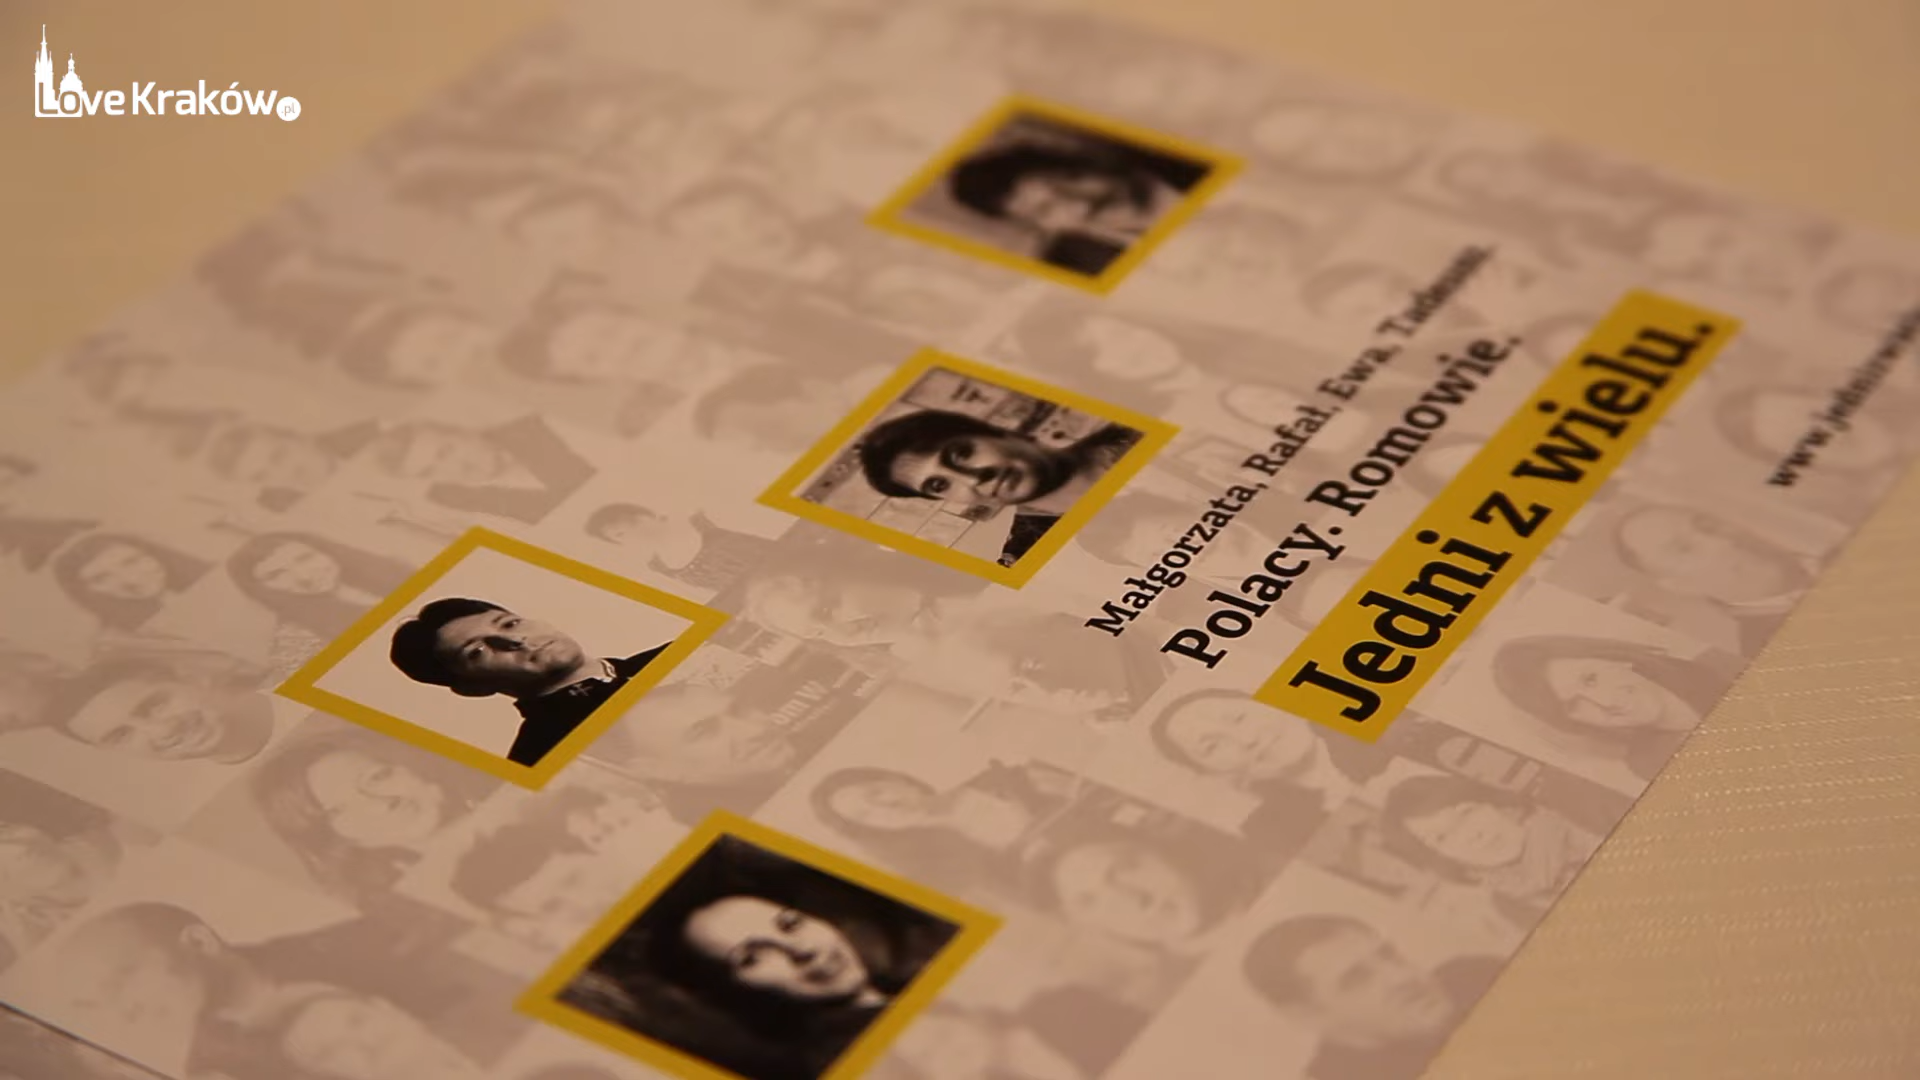 LoveKraków.pl
Małgorzata, Rafał, Ewa, Tadeusz.
Polacy. Romowie.
Jedni z wielu.